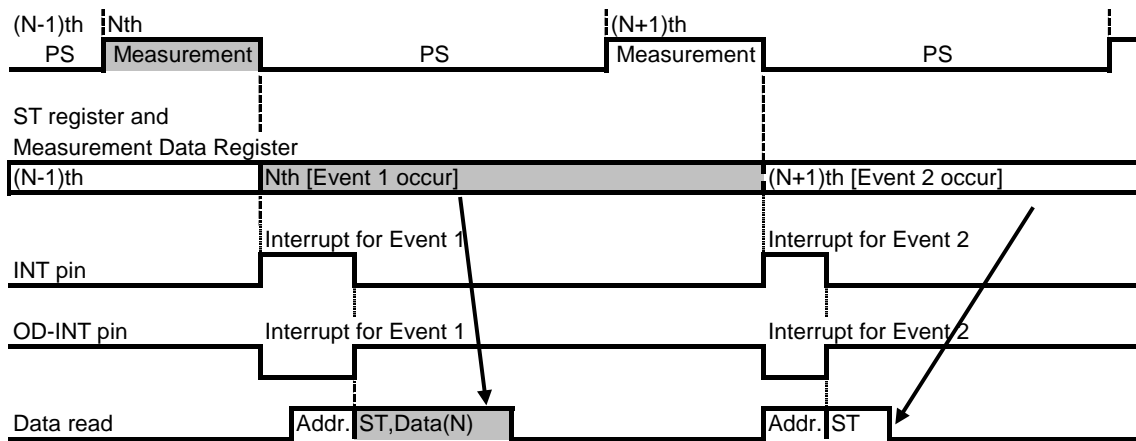 (N-1)th Nth (N+1)th
PS Measurement PS Measurement PS
ST register and
Measurement Data Register
(N-1)th Nth [Event 1 occur] (N+1)th [Event 2 occur]
Interrupt for Event 1 Interrupt for Event 2
INT pin
OD-INT pin Interrupt for Event 1 Interrupt for Event 2
Data read Addr. ST,Data(N) Addr. ST